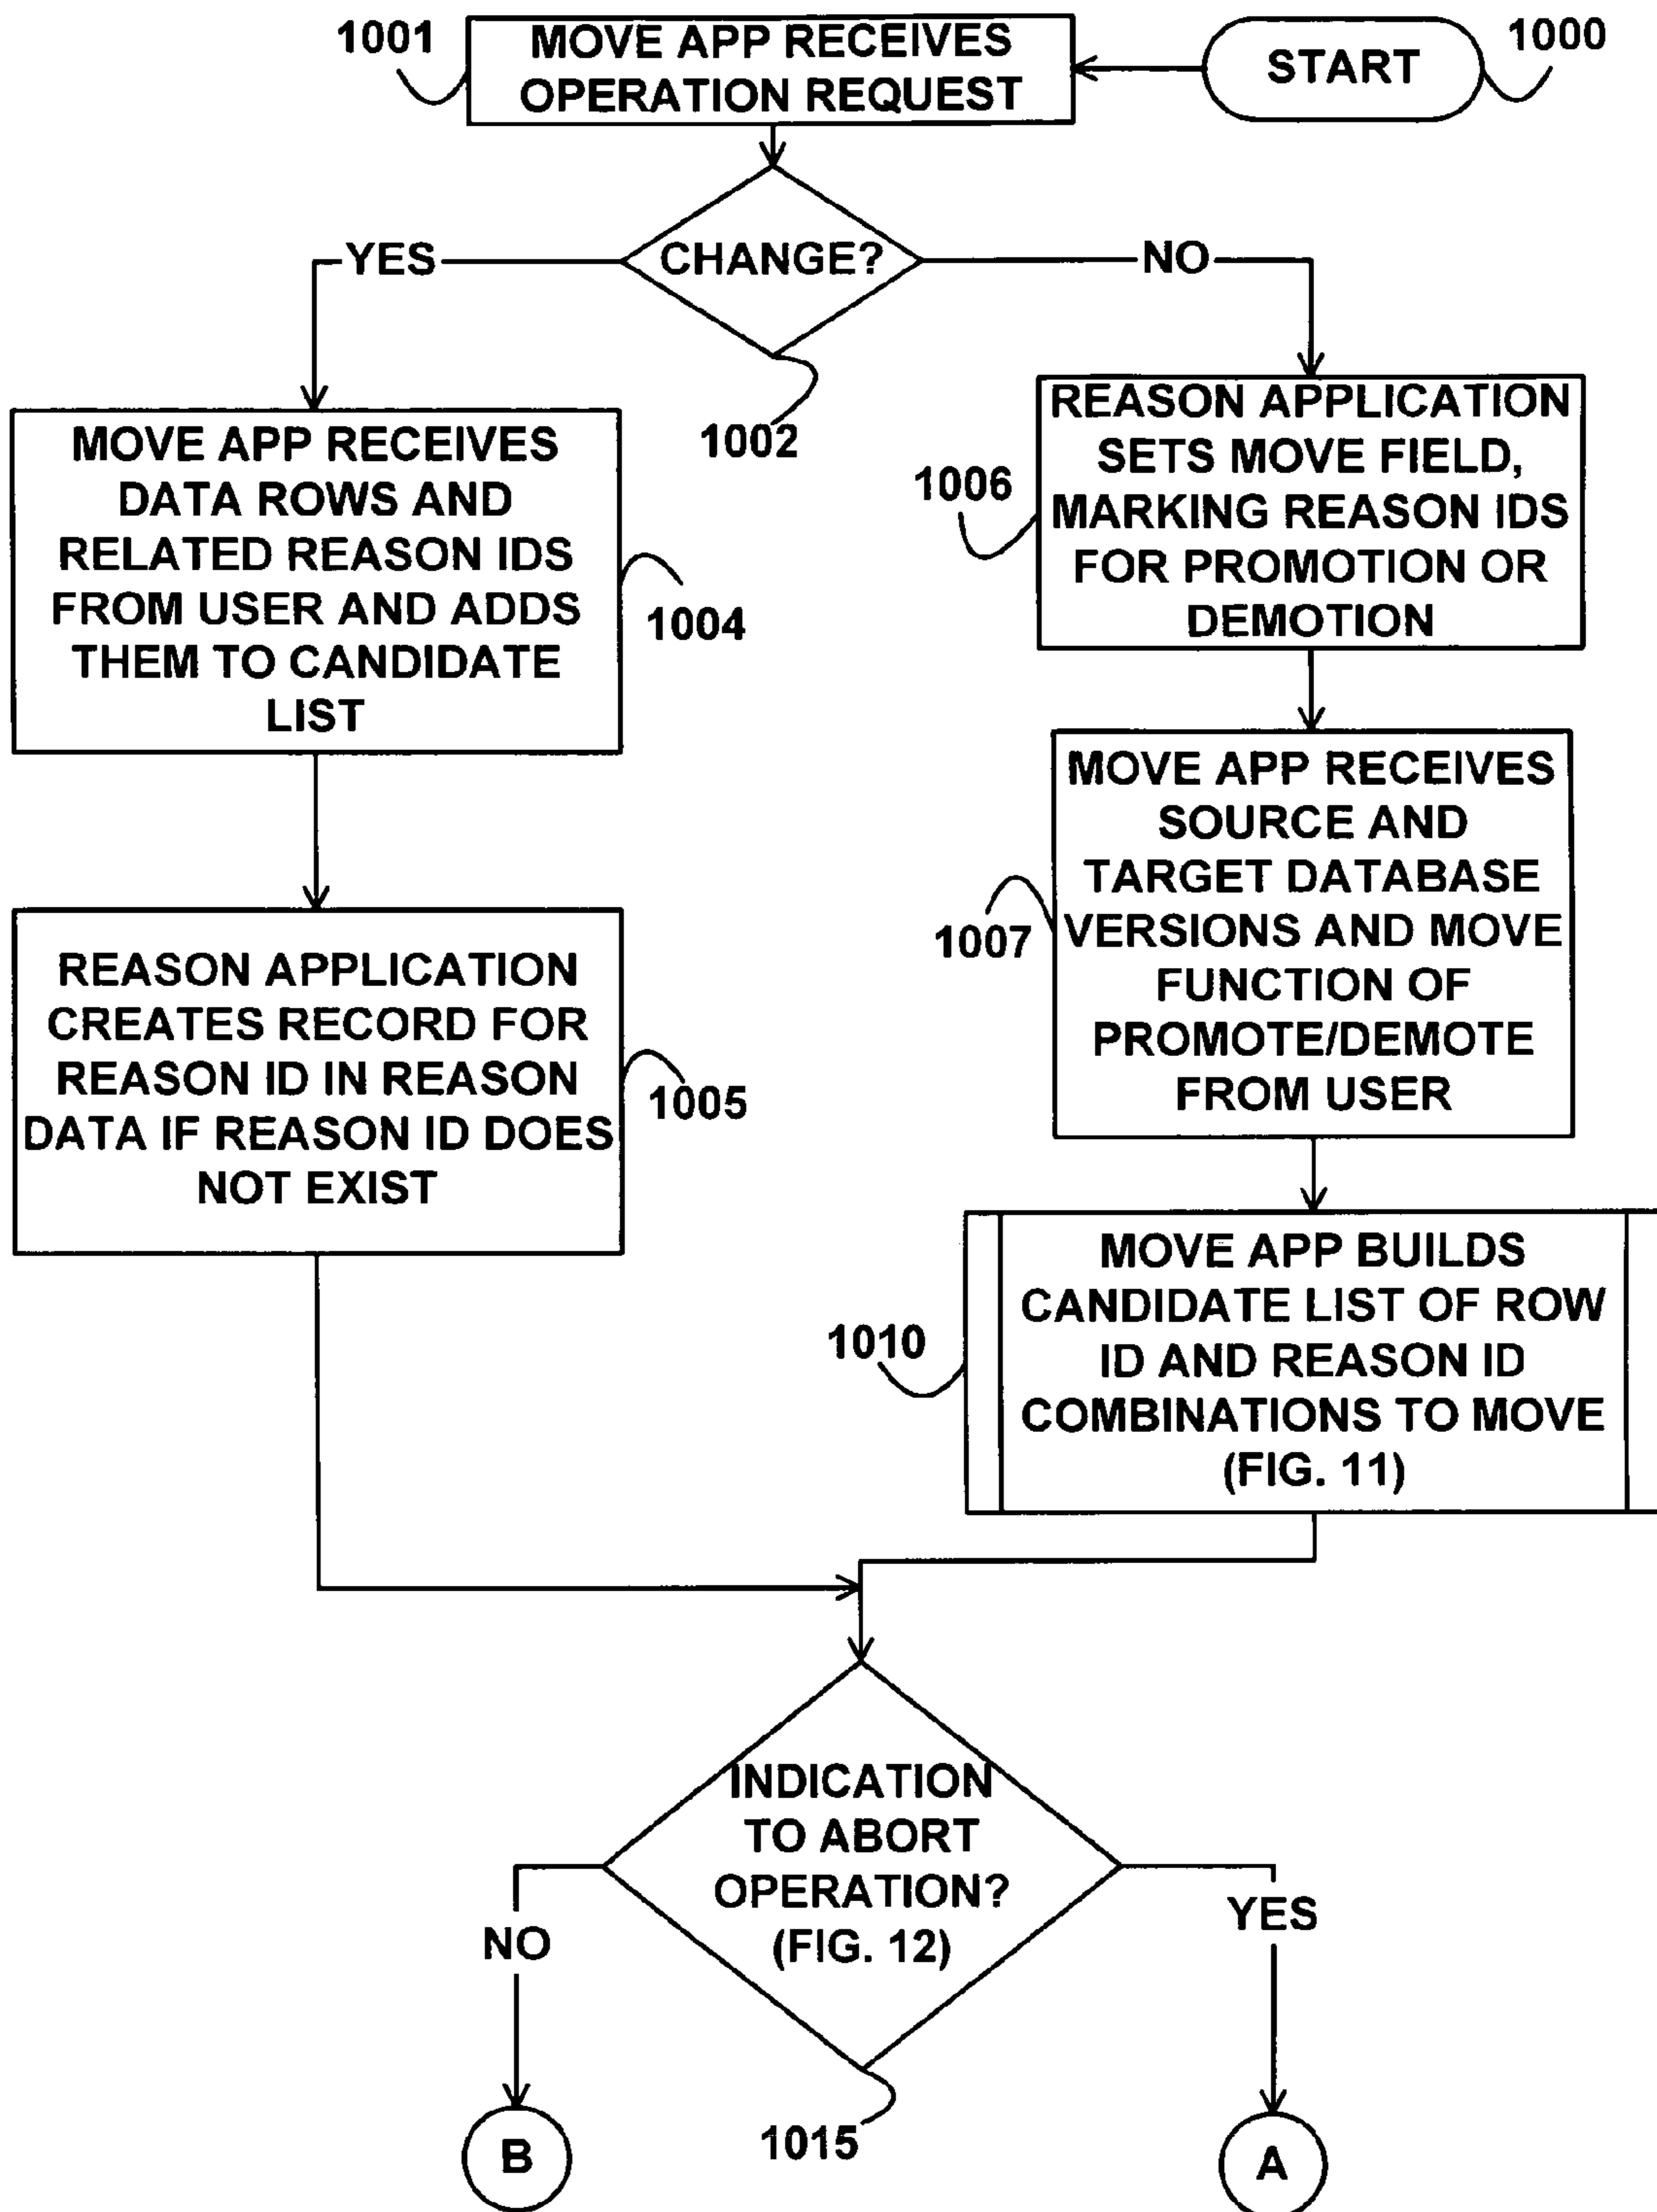 1001
MOVE APP RECEIVES
OPERATION REQUEST
START
1000
CHANGE?
YES
NO
1002
MOVE APP RECEIVES
DATA ROWS AND
RELATED REASON IDS
FROM USER AND ADDS
THEM TO CANDIDATE
LIST
1004
REASON APPLICATION
SETS MOVE FIELD,
MARKING REASON IDS
FOR PROMOTION OR
DEMOTION
1006
REASON APPLICATION
CREATES RECORD FOR
REASON ID IN REASON
DATA IF REASON ID DOES
NOT EXIST
1005
MOVE APP RECEIVES
SOURCE AND
TARGET DATABASE
VERSIONS AND MOVE
FUNCTION OF
PROMOTE/DEMOTE
FROM USER
1007
MOVE APP BUILDS
CANDIDATE LIST OF ROW
ID AND REASON ID
COMBINATIONS TO MOVE
(FIG. 11)
1010
INDICATION
TO ABORT
OPERATION?
(FIG. 12)
NO
YES
1015
B
A